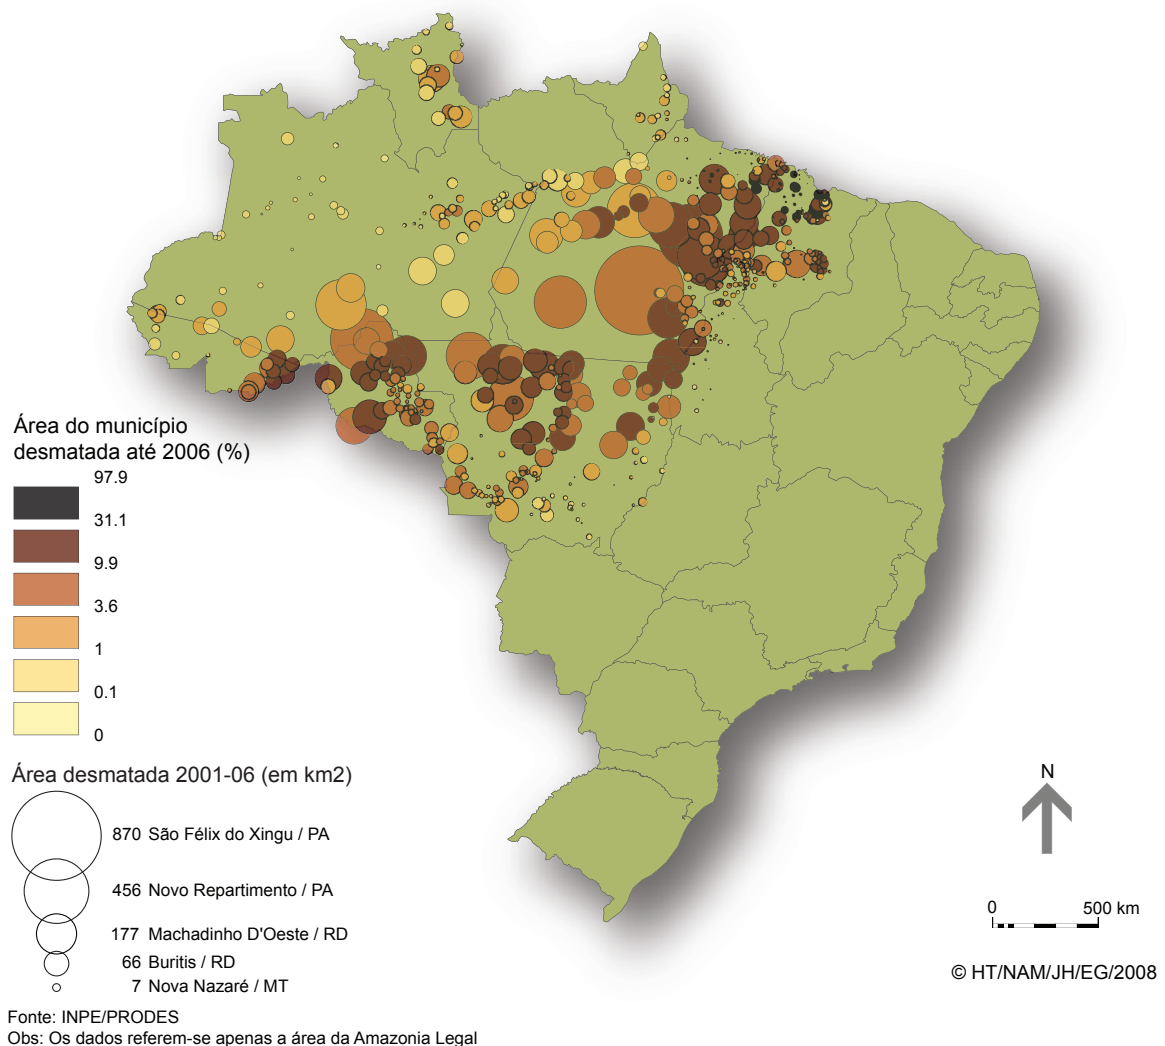 Área do município
desmatada até 2006 (%)
97.9
31.1
9.9
3.6
1
0.1
0
Área desmatada 2001-06 (em km2)
870 São Félix do Xingu / PA
456 Novo Repartimento / PA
177 Machadinho D'Oeste / RD
66 Buritis / RD
7 Nova Nazaré / MT
N
0 500 km
© HT/NAM/JH/EG/2008
Fonte: INPE/PRODES
Obs: Os dados referem-se apenas a área da Amazonia Legal